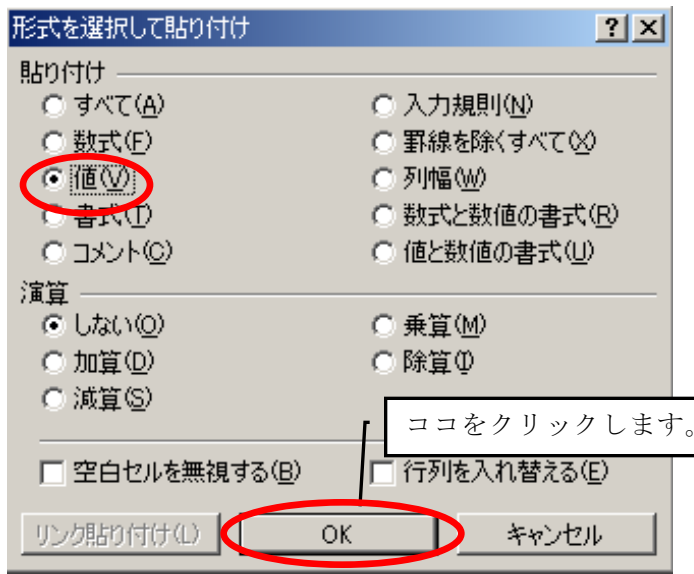 形式を選択して貼り付け
貼り付け
すべて(A) 入力規則(N)
数式(F) 罫線を除くすべて(X)
値(V) 列幅(W)
書式(T) 数式と数値の書式(R)
コメント(C) 値と数値の書式(U)
演算
しない(O) 乗算(M)
加算(D) 除算(I)
減算(S)
ココをクリックします。
空白セルを無視する(B) 行列を入れ替える(E)
リンク貼り付け(L) OK キャンセル